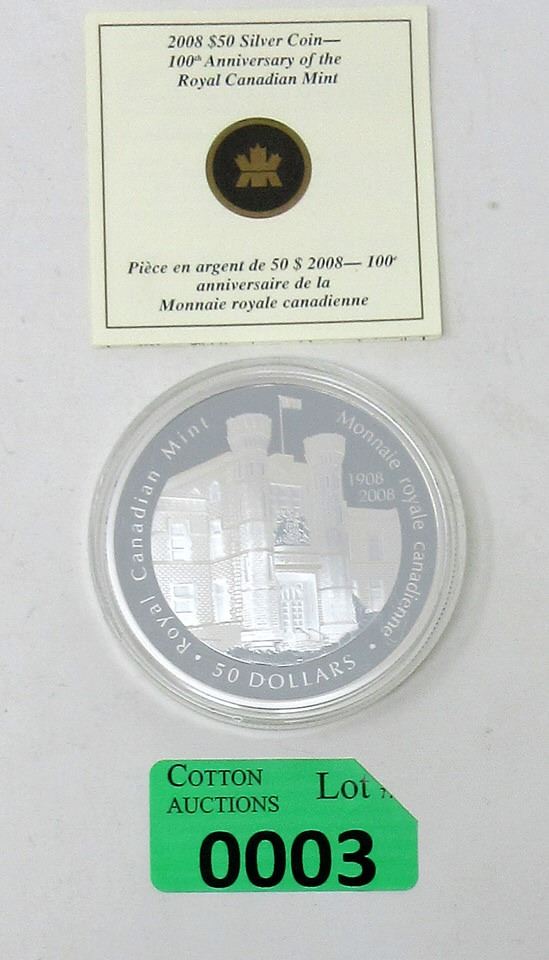 2008 $50 Silver Coin—
100th Anniversary of the
Royal Canadian Mint
Pièce en argent de 50 $ 2008— 100e
anniversaire de la
Monnaie royale canadienne
Royal Canadian Mint
Monnaie royale canadienne
1908
2008
50 DOLLARS
COTTON
AUCTIONS
Lot
0003